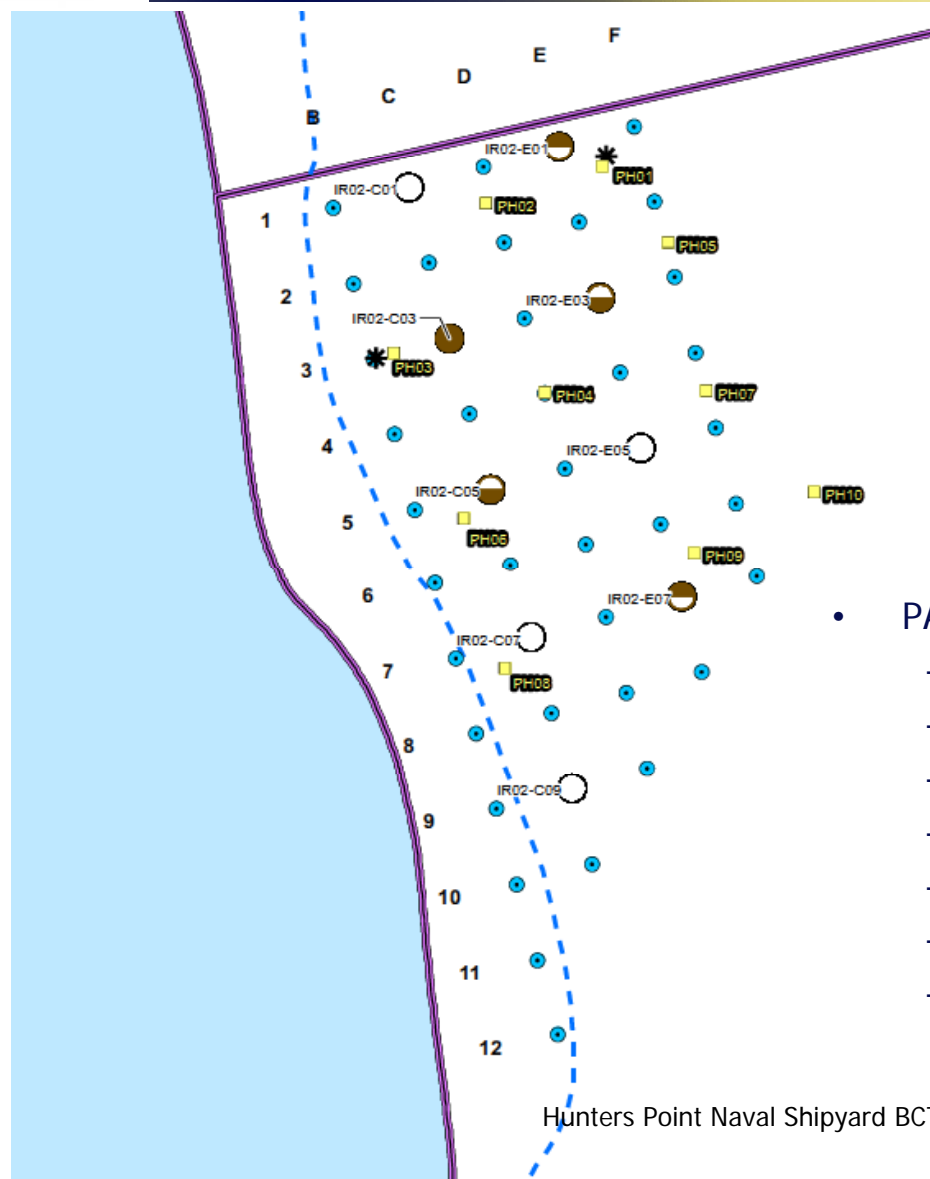 F
E
D
C
B
IR02-E01
PH01
IR02-C01
PH02
1
PH05
2
IR02-E03
IR02-C03
3
PH03
PH04
PH07
4
IR02-E05
IR02-C05
PH10
5
PH06
PH09
6
IR02-E07
• PA
IR02-C07
7
PH08
-
-
8
-
IR02-C09
9
-
10
-
-
11
-
12
Hunters Point Naval Shipyard BCT